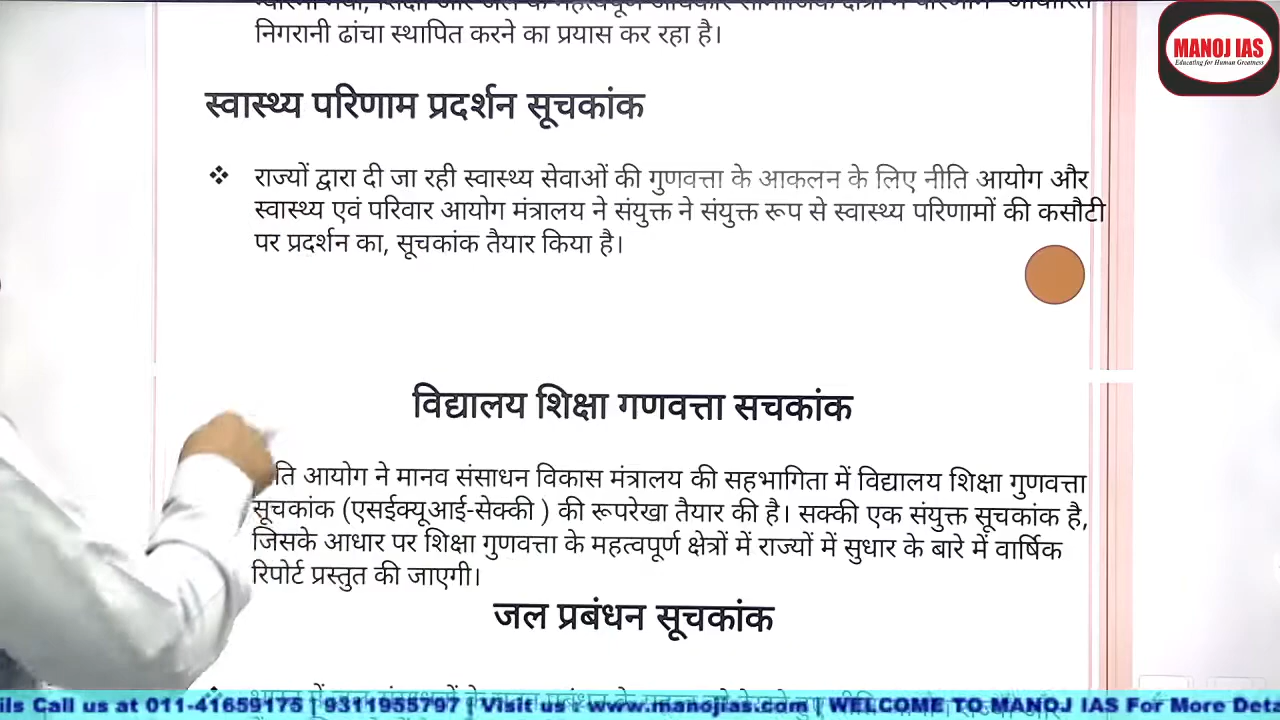 निगरानी ढांचा स्थापित करने का प्रयास कर रहा है।
MANOJ IAS
Educating for Human Greatness
स्वास्थ्य परिणाम प्रदर्शन सूचकांक
❖ राज्यों द्वारा दी जा रही स्वास्थ्य सेवाओं की गुणवत्ता के आकलन के लिए नीति आयोग और
स्वास्थ्य एवं परिवार आयोग मंत्रालय ने संयुक्त ने संयुक्त रूप से स्वास्थ्य परिणामों की कसौटी
पर प्रदर्शन का, सूचकांक तैयार किया है।
विद्यालय शिक्षा गणवत्ता सचकांक
आयोग ने मानव संसाधन विकास मंत्रालय की सहभागिता में विद्यालय शिक्षा गुणवत्ता
सूचकांक (एसईक्यूआई-सेक्की ) की रूपरेखा तैयार की है। सक्की एक संयुक्त सूचकांक है,
जिसके आधार पर शिक्षा गुणवत्ता के महत्वपूर्ण क्षेत्रों में राज्यों में सुधार के बारे में वार्षिक
रिपोर्ट प्रस्तुत की जाएगी।
जल प्रबंधन सूचकांक
ils Call us at 011-41659175 | 9311955797 | Visit us : www.manojias.com | WELCOME TO MANOJ IAS For More Deta